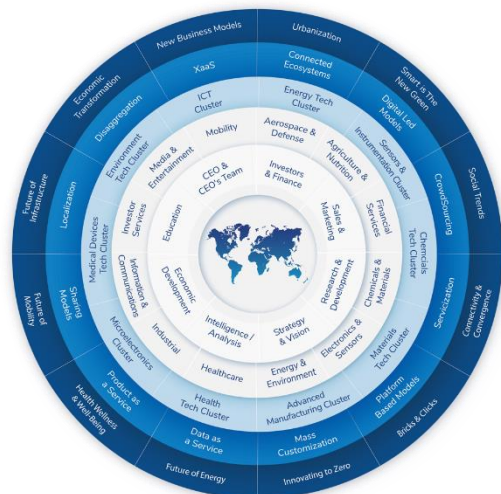 New Business Models
Urbanization
Smart is The
New Green
Social Trends
Connectivity &
Convergence
Bricks & Clicks
Innovating to Zero
Future of Energy
Health Wellness
& Well-Being
Future of
Mobility
Future of
Infrastructure
Economic
Transformation
XaaS
Connected
Ecosystems
Digital Led
Models
CrowdSourcing
Servicization
Platform
Based Models
Mass
Customization
Data as
a Service
Product as
a Service
Sharing
Models
Localization
Disaggregation
ICT
Cluster
Energy Tech
Cluster
Sensors &
Instrumentation Cluster
Chemcials
Tech Cluster
Materials
Tech Cluster
Advanced
Manufacturing Cluster
Health
Tech Cluster
Microelectronics
Cluster
Medical Devices
Tech Cluster
Environment
Tech Cluster
Mobility
Aerospace &
Defense
Agriculture &
Nutrition
Financial
Services
Chemicals &
Materials
Electronics &
Sensors
Energy &
Environment
Healthcare
Industrial
Information &
Communications
Investor
Services
Media &
Entertainment
CEO &
CEO's Team
Investors
& Finance
Sales &
Marketing
Research &
Development
Strategy
& Vision
Intelligence /
Analysis
Economic
Development
Education